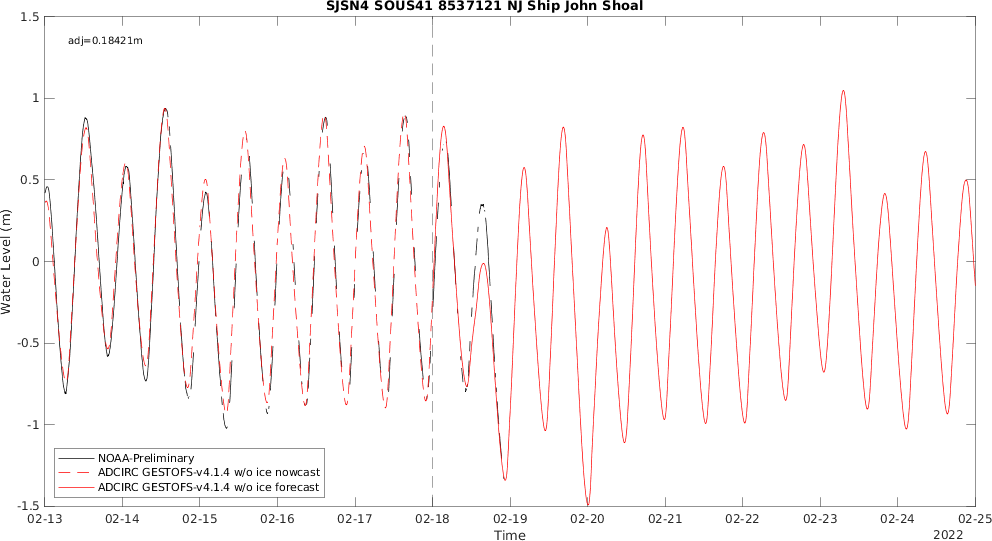 SJSN4 SOUS41 8537121 NJ Ship John Shoal
adj=0.18421m
1.5
1
0.5
0
-0.5
-1
-1.5
Water Level (m)
NOAA-Preliminary
ADCIRC GESTOFS-v4.1.4 w/o ice nowcast
ADCIRC GESTOFS-v4.1.4 w/o ice forecast
02-13 02-14 02-15 02-16 02-17 02-18 02-19 02-20 02-21 02-22 02-23 02-24 02-25
Time
2022